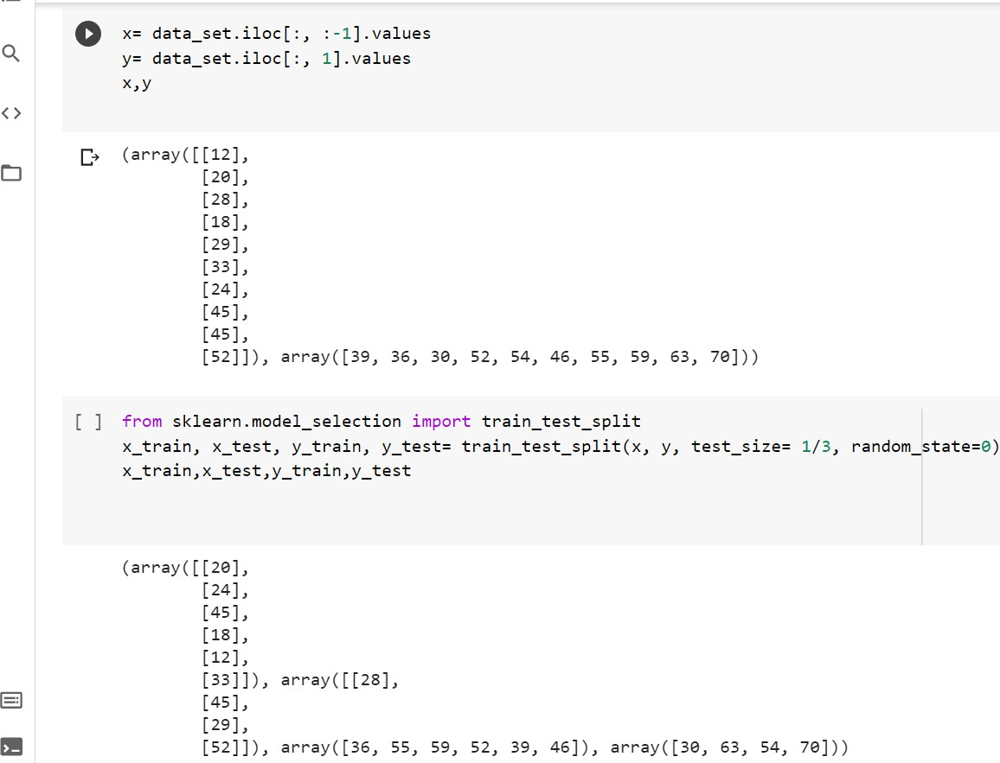 x= data_set.iloc[:, :-1].values
y= data_set.iloc[:, 1].values
x,y
(array([[12],
[20],
[28],
[18],
[29],
[33],
[24],
[45],
[45],
[52]]), array([39, 36, 30, 52, 54, 46, 55, 59, 63, 70]))
[ ] from sklearn.model_selection import train_test_split
x_train, x_test, y_train, y_test= train_test_split(x, y, test_size= 1/3, random_state=0)
x_train,x_test,y_train,y_test
(array([[20],
[24],
[45],
[18],
[12],
[33]]), array([[28],
[45],
[29],
[52]]), array([36, 55, 59, 52, 39, 46]), array([30, 63, 54, 70]))